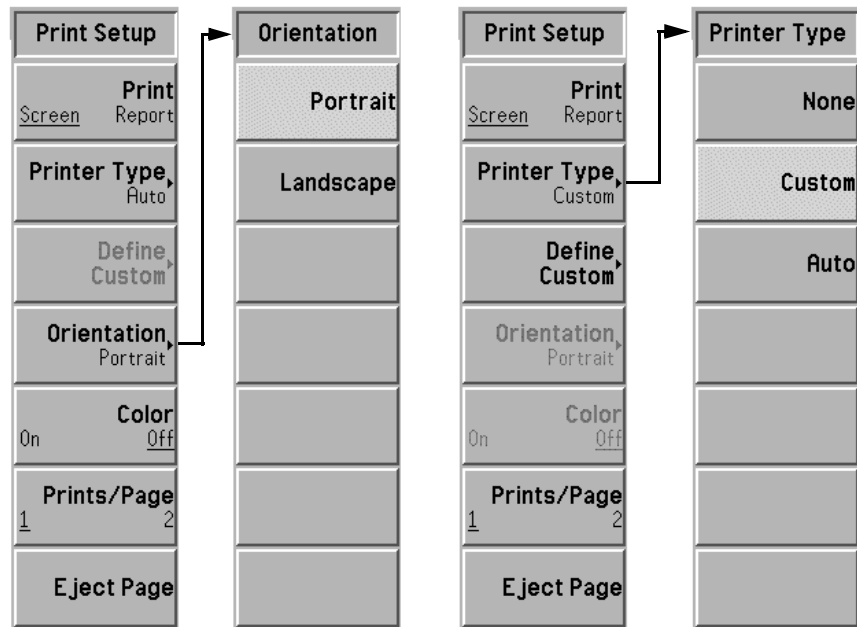 Print Setup
Print
Screen Report
Printer Type
Auto
Define
Custom
Orientation
Portrait
Color
On Off
Prints/Page
1 2
Eject Page
Orientation
Portrait
Landscape
Print Setup
Print
Screen Report
Printer Type
Custom
Define
Custom
Orientation
Portrait
Color
On Off
Prints/Page
1 2
Eject Page
Printer Type
None
Custom
Auto